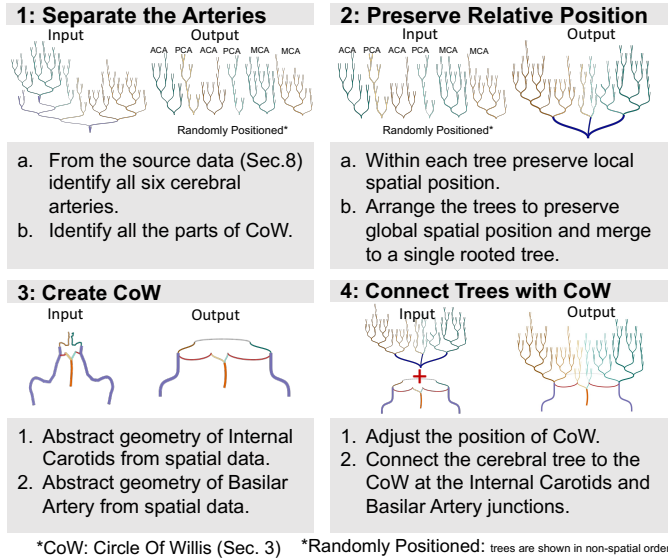 1: Separate the Arteries
Input
Output
ACA PCA ACA PCA MCA MCA
Randomly Positioned*
a. From the source data (Sec.8)
identify all six cerebral
arteries.
b. Identify all the parts of CoW.
2: Preserve Relative Position
Input
Output
ACA PCA ACA PCA MCA MCA
Randomly Positioned*
a. Within each tree preserve local
spatial position.
b. Arrange the trees to preserve
global spatial position and merge
to a single rooted tree.
3: Create CoW
Input
Output
1. Abstract geometry of Internal
Carotids from spatial data.
2. Abstract geometry of Basilar
Artery from spatial data.
4: Connect Trees with CoW
Input
Output
+
1. Adjust the position of CoW.
2. Connect the cerebral tree to the
CoW at the Internal Carotids and
Basilar Artery junctions.
*CoW: Circle Of Willis (Sec. 3)
*Randomly Positioned: trees are shown in non-spatial order